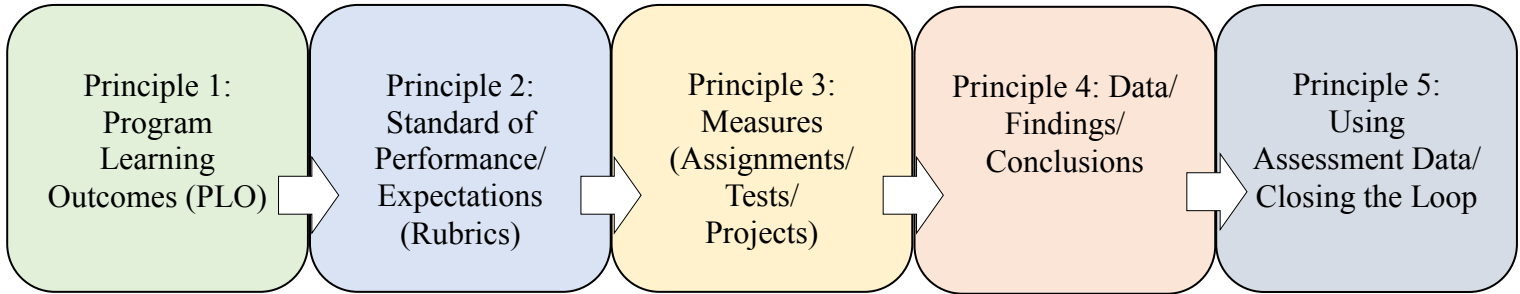 Principle 1:
Program
Learning
Outcomes (PLO)
Principle 2:
Standard of
Performance/
Expectations
(Rubrics)
Principle 3:
Measures
(Assignments/
Tests/
Projects)
Principle 4: Data/
Findings/
Conclusions
Principle 5:
Using
Assessment Data/
Closing the Loop